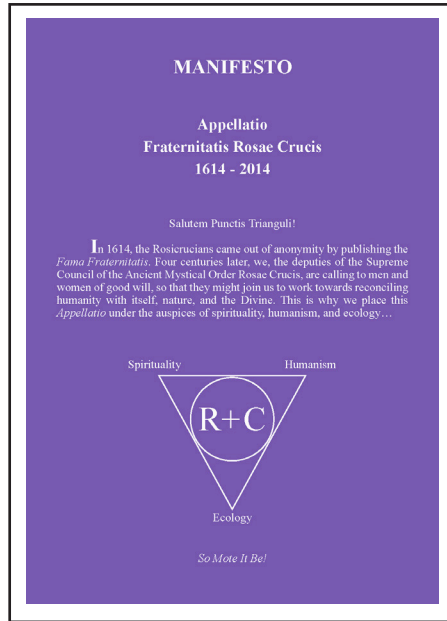 MANIFESTO
Appellatio
Fraternitatis Rosae Crucis
1614 - 2014
Salutem Punctis Trianguli!
In 1614, the Rosicrucians came out of anonymity by publishing the
Fama Fraternitatis. Four centuries later, we, the deputies of the Supreme
Council of the Ancient Mystical Order Rosae Crucis, are calling to men and
women of good will, so that they might join us to work towards reconciling
humanity with itself, nature, and the Divine. This is why we place this
Appellatio under the auspices of spirituality, humanism, and ecology…
Spirituality Humanism
R+C
Ecology
So Mote It Be!